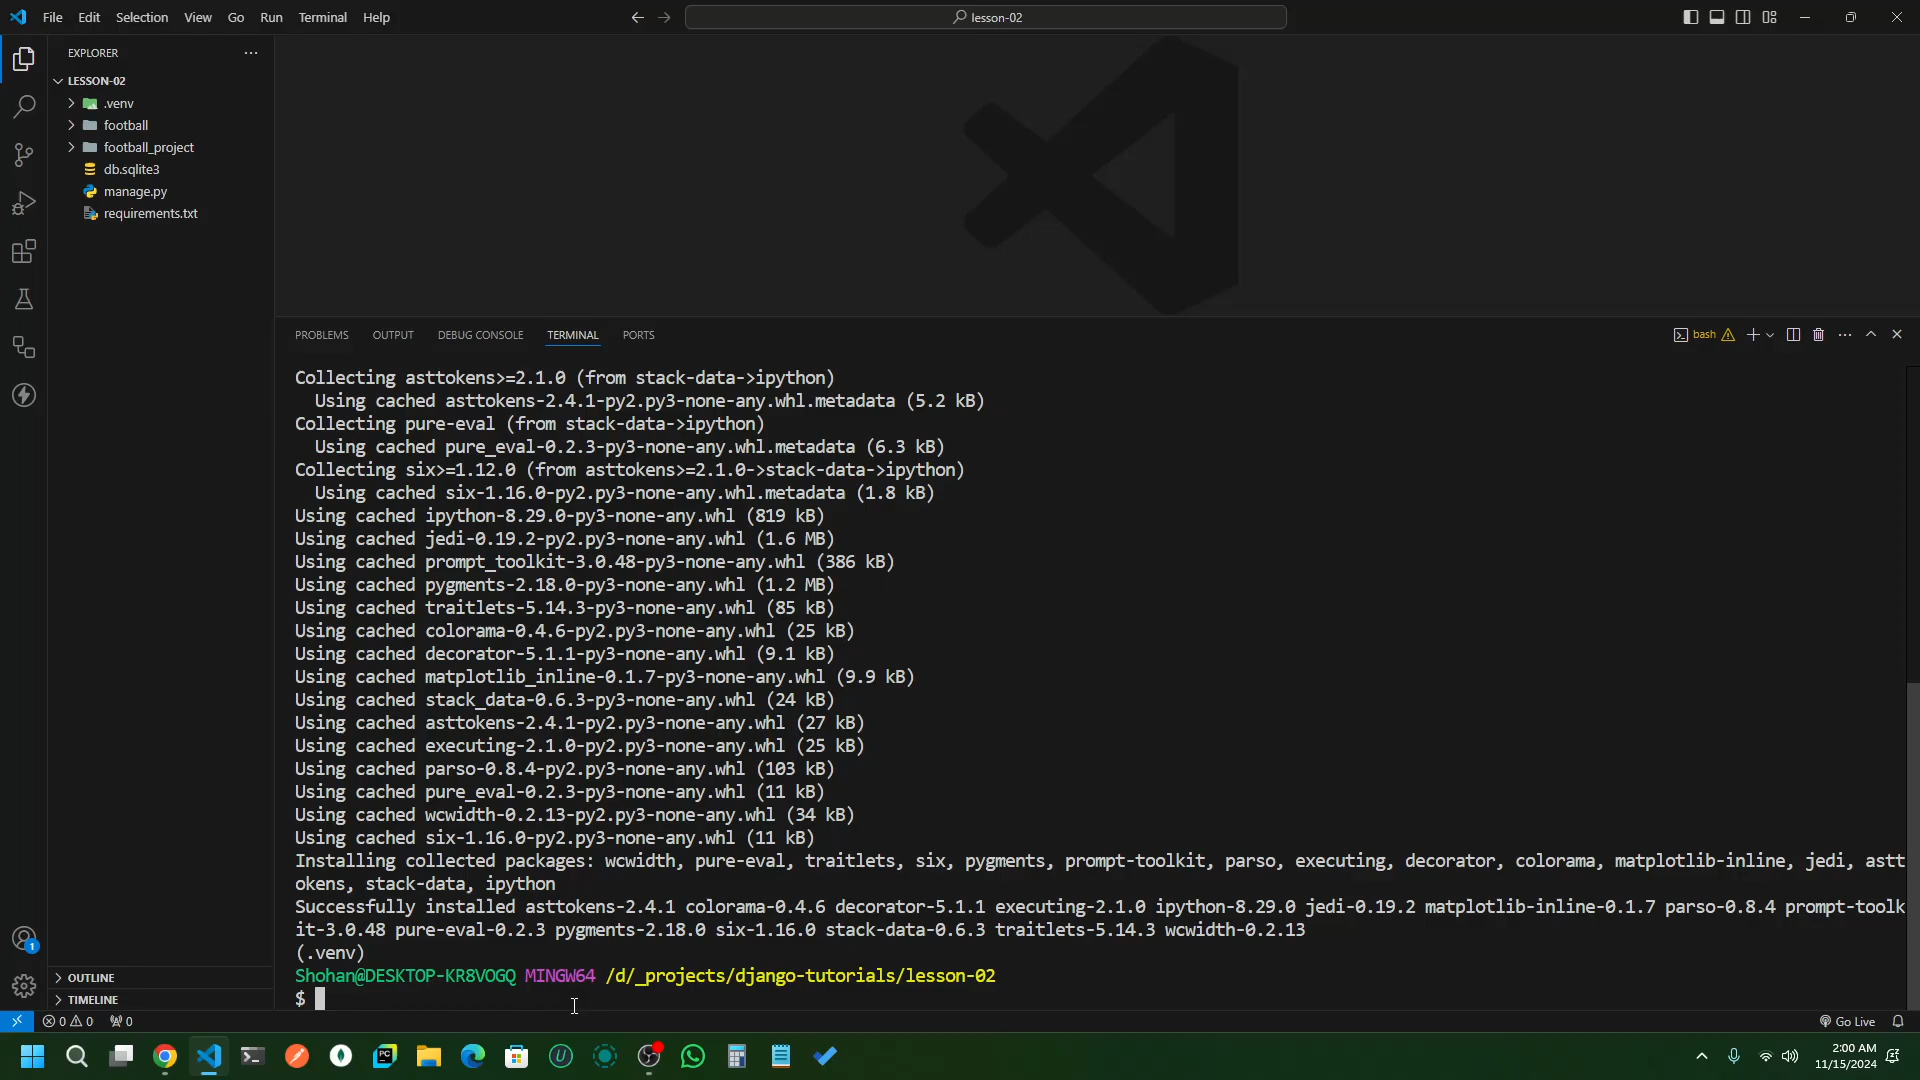 File Edit Selection View Go Run Terminal Help
lesson-02
EXPLORER
LESSON-02
.venv
football
football_project
db.sqlite3
manage.py
requirements.txt
PROBLEMS OUTPUT DEBUG CONSOLE TERMINAL PORTS
bash
Collecting asttokens>=2.1.0 (from stack-data->ipython)
Using cached asttokens-2.4.1-py2.py3-none-any.whl.metadata (5.2 kB)
Collecting pure-eval (from stack-data->ipython)
Using cached pure_eval-0.2.3-py3-none-any.whl.metadata (6.3 kB)
Collecting six>=1.12.0 (from asttokens>=2.1.0->stack-data->ipython)
Using cached six-1.16.0-py2.py3-none-any.whl.metadata (1.8 kB)
Using cached ipython-8.29.0-py3-none-any.whl (819 kB)
Using cached jedi-0.19.2-py2.py3-none-any.whl (1.6 MB)
Using cached prompt_toolkit-3.0.48-py3-none-any.whl (386 kB)
Using cached pygments-2.18.0-py3-none-any.whl (1.2 MB)
Using cached traitlets-5.14.3-py3-none-any.whl (85 kB)
Using cached colorama-0.4.6-py2.py3-none-any.whl (25 kB)
Using cached decorator-5.1.1-py3-none-any.whl (9.1 kB)
Using cached matplotlib_inline-0.1.7-py3-none-any.whl (9.9 kB)
Using cached stack_data-0.6.3-py3-none-any.whl (24 kB)
Using cached asttokens-2.4.1-py2.py3-none-any.whl (27 kB)
Using cached executing-2.1.0-py2.py3-none-any.whl (25 kB)
Using cached parso-0.8.4-py2.py3-none-any.whl (103 kB)
Using cached pure_eval-0.2.3-py3-none-any.whl (11 kB)
Using cached wcwidth-0.2.13-py2.py3-none-any.whl (34 kB)
Using cached six-1.16.0-py2.py3-none-any.whl (11 kB)
Installing collected packages: wcwidth, pure-eval, traitlets, six, pygments, prompt-toolkit, parso, executing, decorator, colorama, matplotlib-inline, jedi, astt
okens, stack-data, ipython
Successfully installed asttokens-2.4.1 colorama-0.4.6 decorator-5.1.1 executing-2.1.0 ipython-8.29.0 jedi-0.19.2 matplotlib-inline-0.1.7 parso-0.8.4 prompt-toolk
it-3.0.48 pure-eval-0.2.3 pygments-2.18.0 six-1.16.0 stack-data-0.6.3 traitlets-5.14.3 wcwidth-0.2.13
(.venv)
Shohan@DESKTOP-KR8VOGQ MINGW64 /d/_projects/django-tutorials/lesson-02
$
1
OUTLINE
TIMELINE
0 0 0
Go Live
PC
U
2:00 AM
11/15/2024